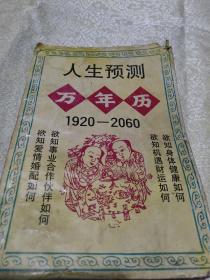 人生预测
万年历
1920—2060
欲知身体健康如何
欲知机遇财运如何
欲知事业合作伙伴如何
欲知爱情婚配如何